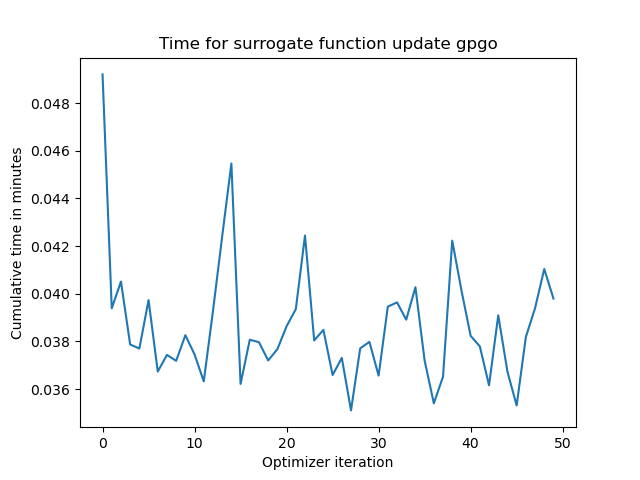 Time for surrogate function update gpgo
Cumulative time in minutes
0.048
0.046
0.044
0.042
0.040
0.038
0.036
0 10 20 30 40 50
Optimizer iteration